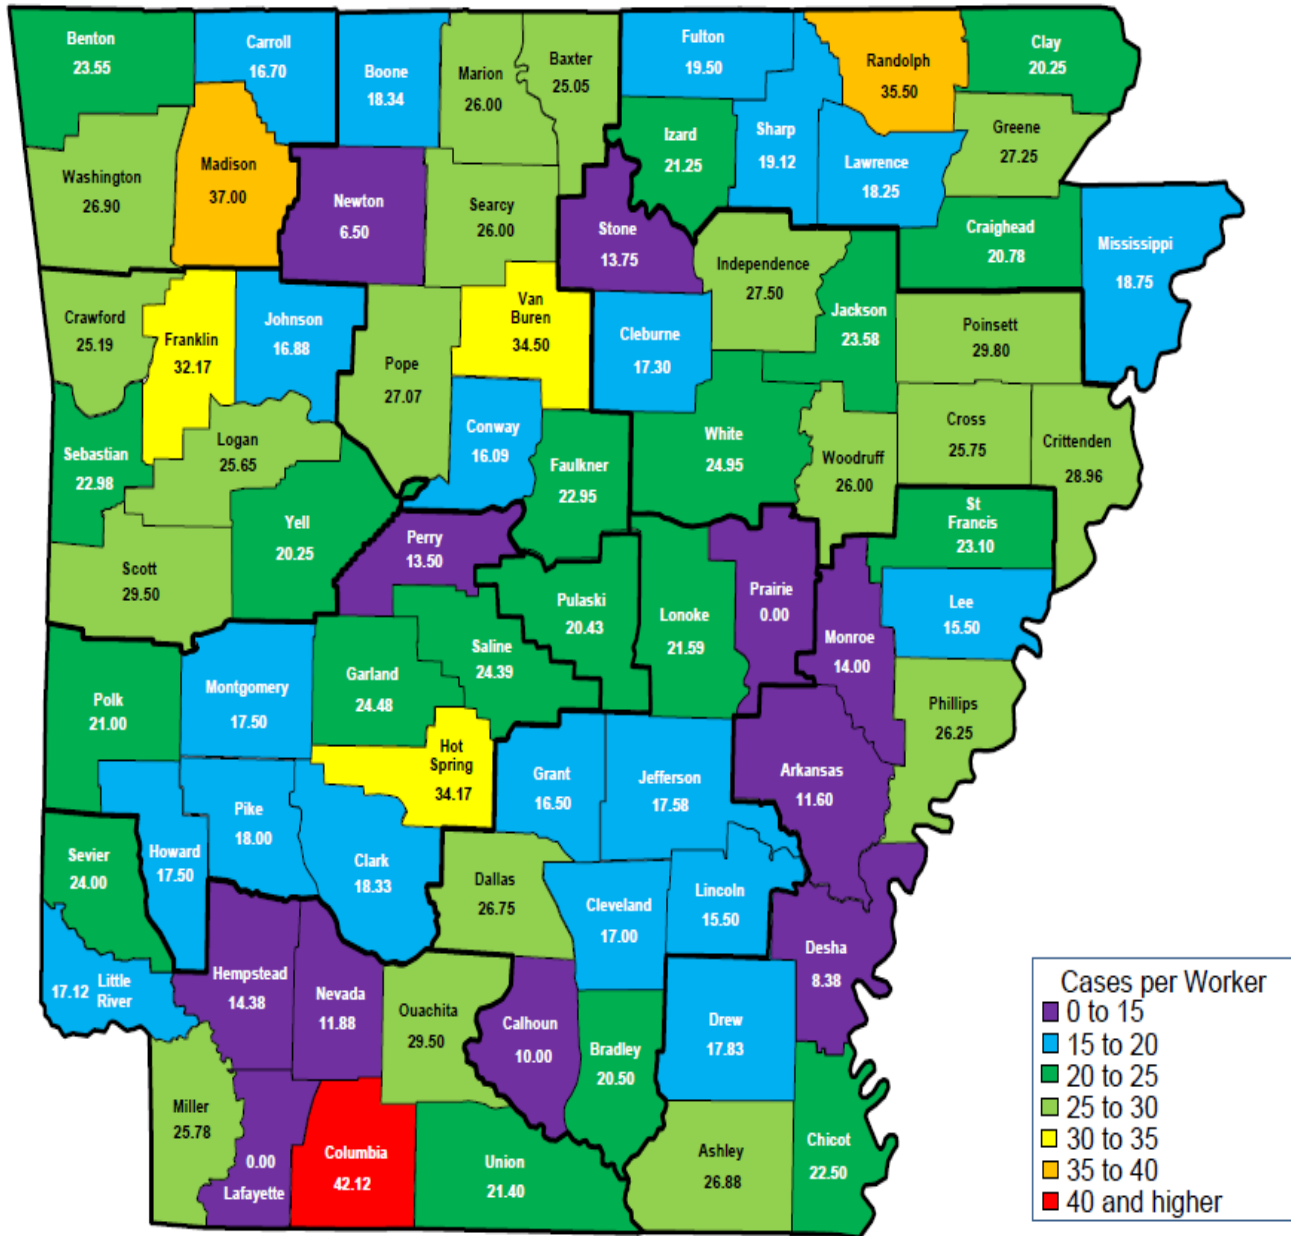 Benton
23.55
Carroll
16.70
Boone
18.34
Marion
26.00
Baxter
25.05
Fulton
19.50
Randolph
35.50
Clay
20.25
Izard
21.25
Sharp
19.12
Lawrence
18.25
Greene
27.25
Washington
26.90
Madison
37.00
Newton
6.50
Searcy
26.00
Stone
13.75
Independence
27.50
Craighead
20.78
Mississippi
18.75
Crawford
25.19
Franklin
32.17
Johnson
16.88
Pope
27.07
Van
Buren
34.50
Cleburne
17.30
Jackson
23.58
Poinsett
29.80
Sebastian
22.98
Logan
25.65
Conway
16.09
Faulkner
22.95
White
24.95
Woodruff
26.00
Cross
25.75
Crittenden
28.96
Scott
29.50
Yell
20.25
Perry
13.50
St
Francis
23.10
Pulaski
20.43
Lonoke
21.59
Prairie
0.00
Monroe
14.00
Lee
15.50
Polk
21.00
Montgomery
17.50
Garland
24.48
Saline
24.39
Phillips
26.25
Hot
Spring
34.17
Grant
16.50
Jefferson
17.58
Arkansas
11.60
Sevier
24.00
Howard
17.50
Pike
18.00
Clark
18.33
Dallas
26.75
Cleveland
17.00
Lincoln
15.50
Desha
8.38
17.12 Little
River
Hempstead
14.38
Nevada
11.88
Ouachita
29.50
Calhoun
10.00
Bradley
20.50
Drew
17.83
Miller
25.78
0.00
Lafayette
Columbia
42.12
Union
21.40
Ashley
26.88
Chicot
22.50
Cases per Worker
0 to 15
15 to 20
20 to 25
25 to 30
30 to 35
35 to 40
40 and higher